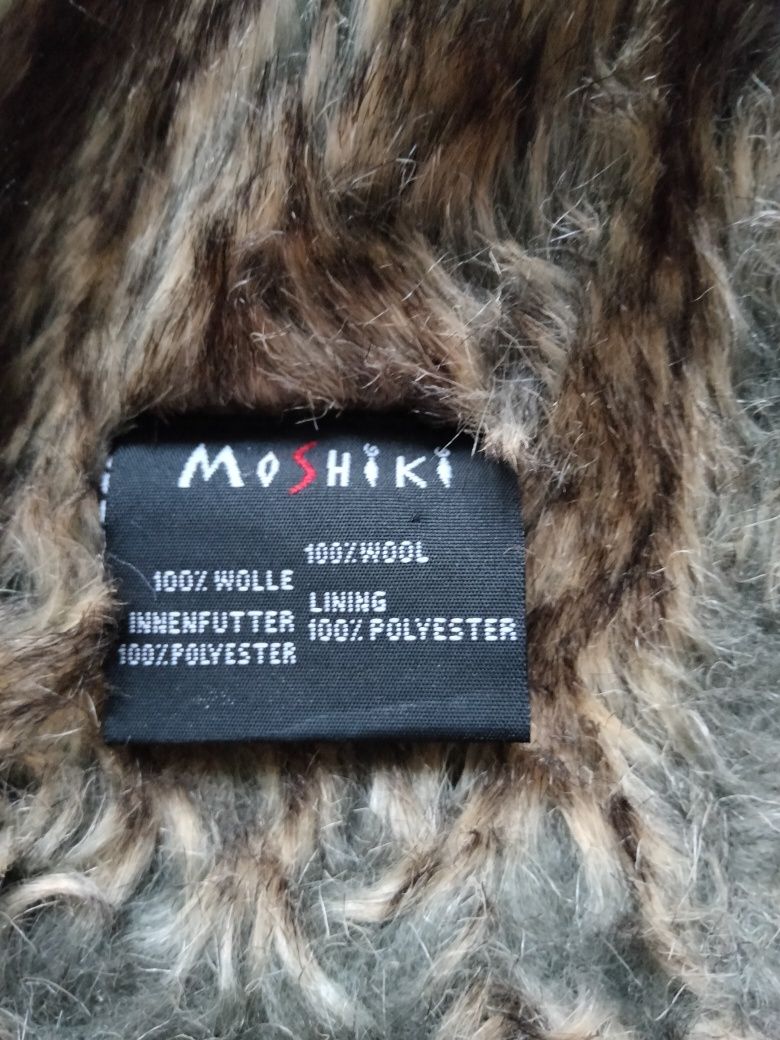 MOSHIKI
100% WOLLE
INNENFUTTER
100%POLYESTER
100%WOOL
LINING
100% POLYESTER